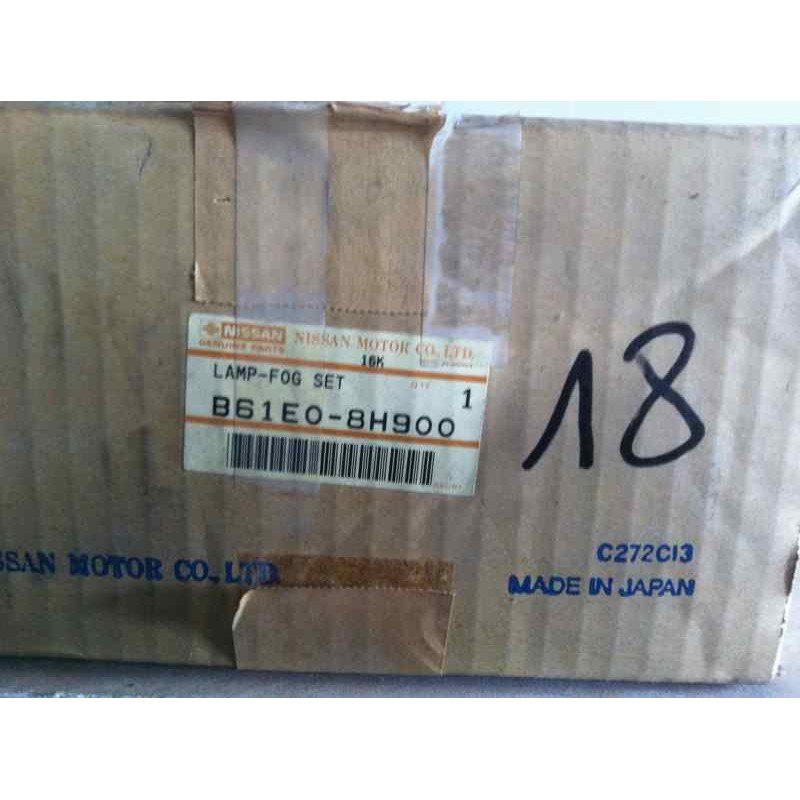 NISSAN NISSAN MOTOR CO., LTD.
GENUINE PARTS
16K
LAMP-FOG SET
QTY 1
B61E0-8H900
18
C272C13
SSAN MOTOR CO., LTD.
MADE IN JAPAN